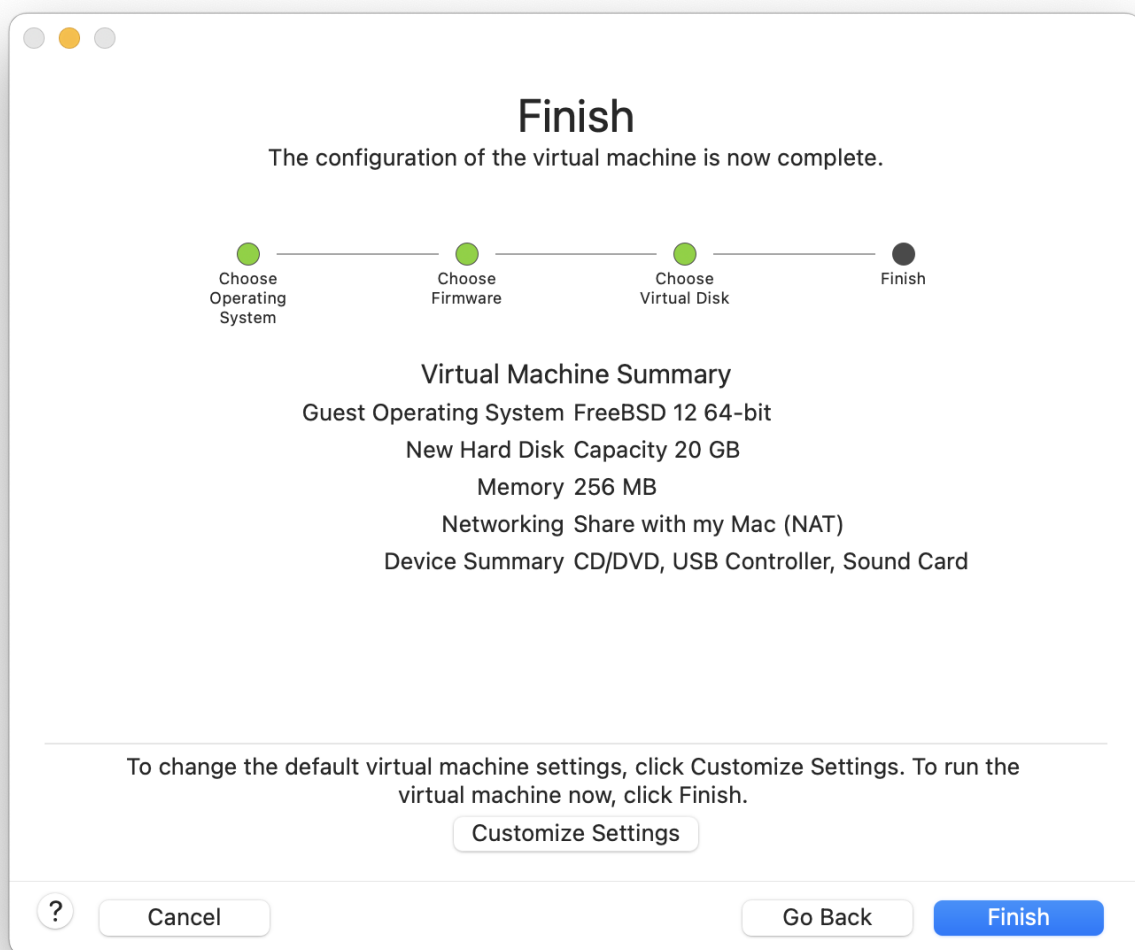 Finish
The configuration of the virtual machine is now complete.
Choose
Operating
System
Choose
Firmware
Choose
Virtual Disk
Finish
Virtual Machine Summary
Guest Operating System FreeBSD 12 64-bit
New Hard Disk Capacity 20 GB
Memory 256 MB
Networking Share with my Mac (NAT)
Device Summary CD/DVD, USB Controller, Sound Card
To change the default virtual machine settings, click Customize Settings. To run the
virtual machine now, click Finish.
Customize Settings
? Cancel Go Back Finish